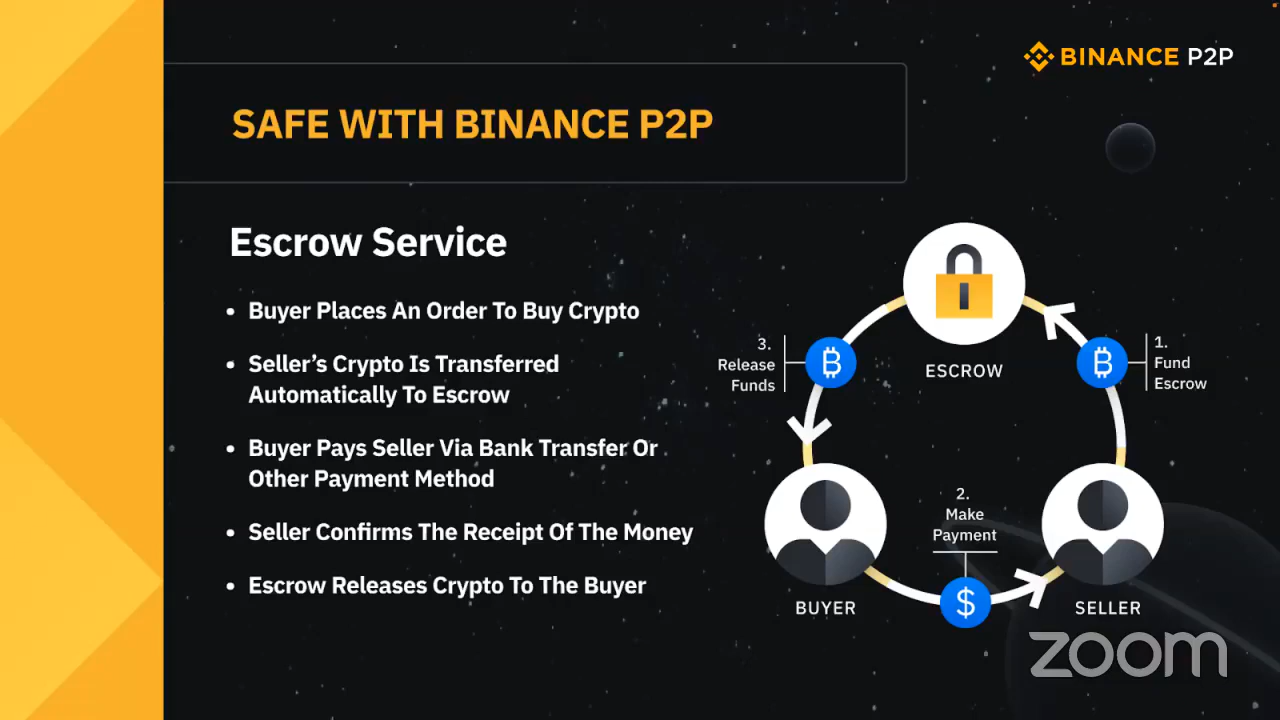 BINANCE P2P
SAFE WITH BINANCE P2P
Escrow Service
• Buyer Places An Order To Buy Crypto
• Seller’s Crypto Is Transferred
Automatically To Escrow
• Buyer Pays Seller Via Bank Transfer Or
Other Payment Method
• Seller Confirms The Receipt Of The Money
• Escrow Releases Crypto To The Buyer
ESCROW
1.
Fund
Escrow
2.
Make
Payment
3.
Release
Funds
BUYER
$
SELLER
zoom